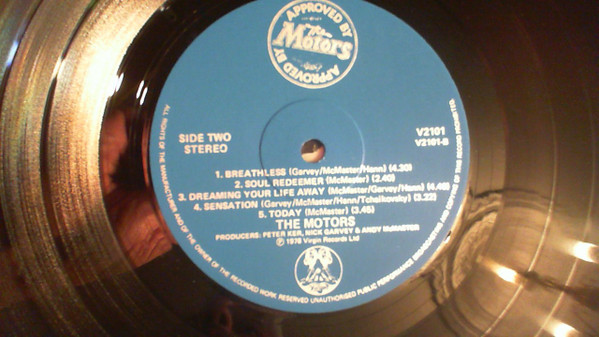 APPROVED BY
The
Motors
APPROVED BY
SIDE TWO
STEREO
V2101
V2101-B
1. BREATHLESS (Garvey/McMaster/Hann) (4.30)
2. SOUL REDEEMER (McMaster) (2.40)
3. DREAMING YOUR LIFE AWAY (McMaster/Garvey) (4.45)
4. SENSATION (Garvey/McMaster/Hann/Tchaikovsky) (3.22)
5. TODAY (McMaster) (3.45)
THE MOTORS
PRODUCERS: PETER KER, NICK GARVEY & ANDY McMASTER
℗ 1978 Virgin Records Ltd
ALL RIGHTS OF THE MANUFACTURER AND OF THE OWNER OF THE RECORDED WORK RESERVED UNAUTHORISED PUBLIC PERFORMANCE BROADCASTING AND COPYING OF THIS RECORD PROHIBITED.